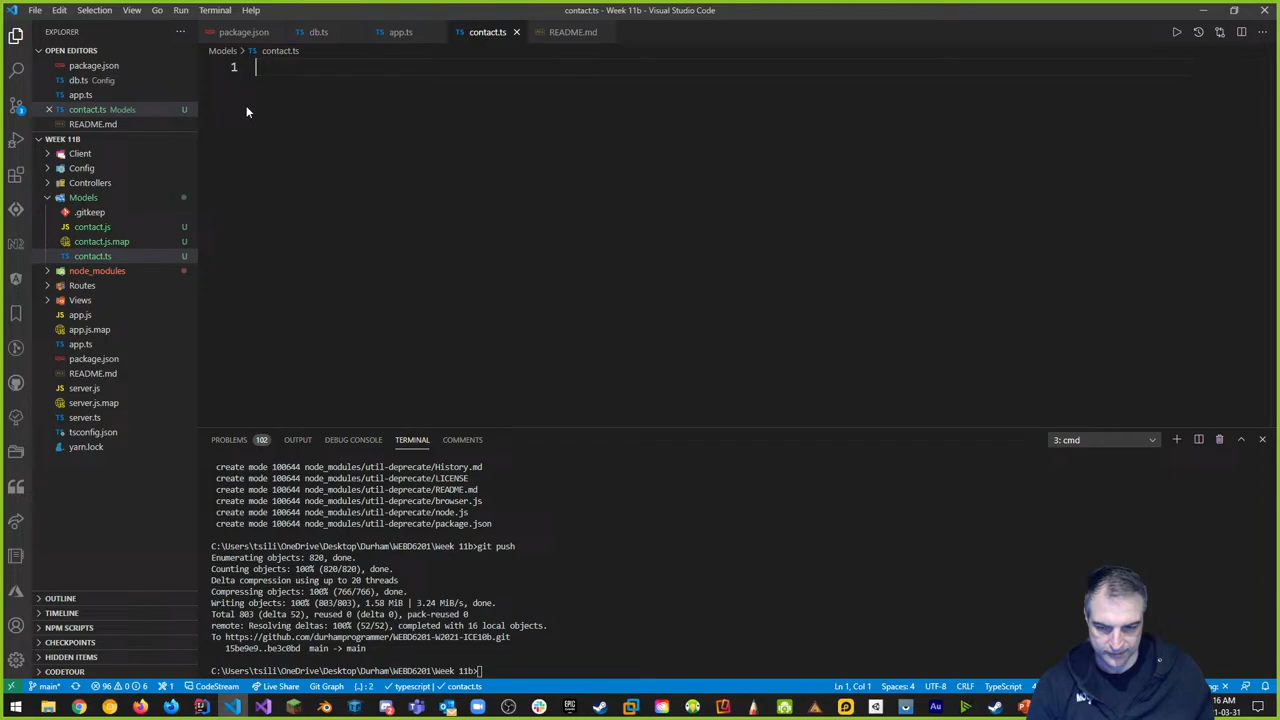 File Edit Selection View Go Run Terminal Help
contact.ts - Week 11b - Visual Studio Code
EXPLORER
package.json
db.ts
app.ts
contact.ts
README.md
OPEN EDITORS
package.json
db.ts Config
app.ts
contact.ts Models U
README.md
WEEK 11B
Client
Config
Controllers
Models
.gitkeep
contact.js U
contact.js.map U
contact.ts U
node_modules
Routes
Views
app.js
app.js.map
app.ts
package.json
README.md
server.js
server.js.map
server.ts
tsconfig.json
yarn.lock
OUTLINE
TIMELINE
NPM SCRIPTS
CHECKPOINTS
HIDDEN ITEMS
CODETOUR
Models > contact.ts
1
PROBLEMS 102 OUTPUT DEBUG CONSOLE TERMINAL COMMENTS
3: cmd
create mode 100644 node_modules/util-deprecate/History.md
create mode 100644 node_modules/util-deprecate/LICENSE
create mode 100644 node_modules/util-deprecate/README.md
create mode 100644 node_modules/util-deprecate/browser.js
create mode 100644 node_modules/util-deprecate/node.js
create mode 100644 node_modules/util-deprecate/package.json
C:\Users\tsili\OneDrive\Desktop\Durham\WEBD6201\Week 11b>git push
Enumerating objects: 820, done.
Counting objects: 100% (820/820), done.
Delta compression using up to 20 threads
Compressing objects: 100% (766/766), done.
Writing objects: 100% (803/803), 1.58 MiB | 3.24 MiB/s, done.
Total 803 (delta 52), reused 0 (delta 0), pack-reused 0
remote: Resolving deltas: 100% (52/52), completed with 16 local objects.
To https://github.com/durhamprogrammer/WEBD6201-W2021-ICE10b.git
15be9e9..be3c0bd main -> main
C:\Users\tsili\OneDrive\Desktop\Durham\WEBD6201\Week 11b>
main* 96 0 6 1 CodeStream Live Share Git Graph {..} : 2 typescript | contact.ts
Ln 1, Col 1 Spaces: 4 UTF-8 CRLF TypeScript
16 AM